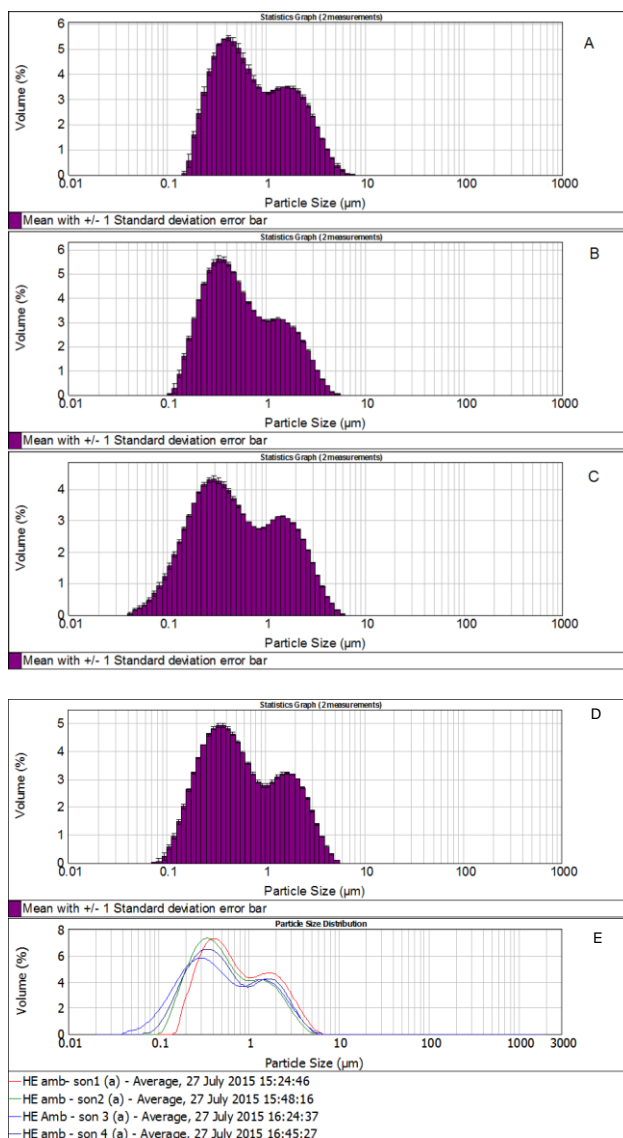 Statistics Graph (2 measurements)
A
6
5
4
3
2
1
0
Volume (%)
0.01 0.1 1 10 100 1000
Particle Size (µm)
Mean with +/- 1 Standard deviation error bar
Statistics Graph (2 measurements)
B
6
5
4
3
2
1
0
Volume (%)
0.01 0.1 1 10 100 1000
Particle Size (µm)
Mean with +/- 1 Standard deviation error bar
Statistics Graph (2 measurements)
C
4
3
2
1
0
Volume (%)
0.01 0.1 1 10 100 1000
Particle Size (µm)
Mean with +/- 1 Standard deviation error bar
Statistics Graph (2 measurements)
D
5
4
3
2
1
0
Volume (%)
0.01 0.1 1 10 100 1000
Particle Size (µm)
Mean with +/- 1 Standard deviation error bar
Particle Size Distribution
E
8
6
4
2
0
Volume (%)
0.01 0.1 1 10 100 1000 3000
Particle Size (µm)
HE amb- son1 (a) - Average, 27 July 2015 15:24:46
HE amb - son2 (a) - Average, 27 July 2015 15:48:16
HE Amb - son 3 (a) - Average, 27 July 2015 16:24:37
HE amb - son 4 (a) - Average, 27 July 2015 16:45:27